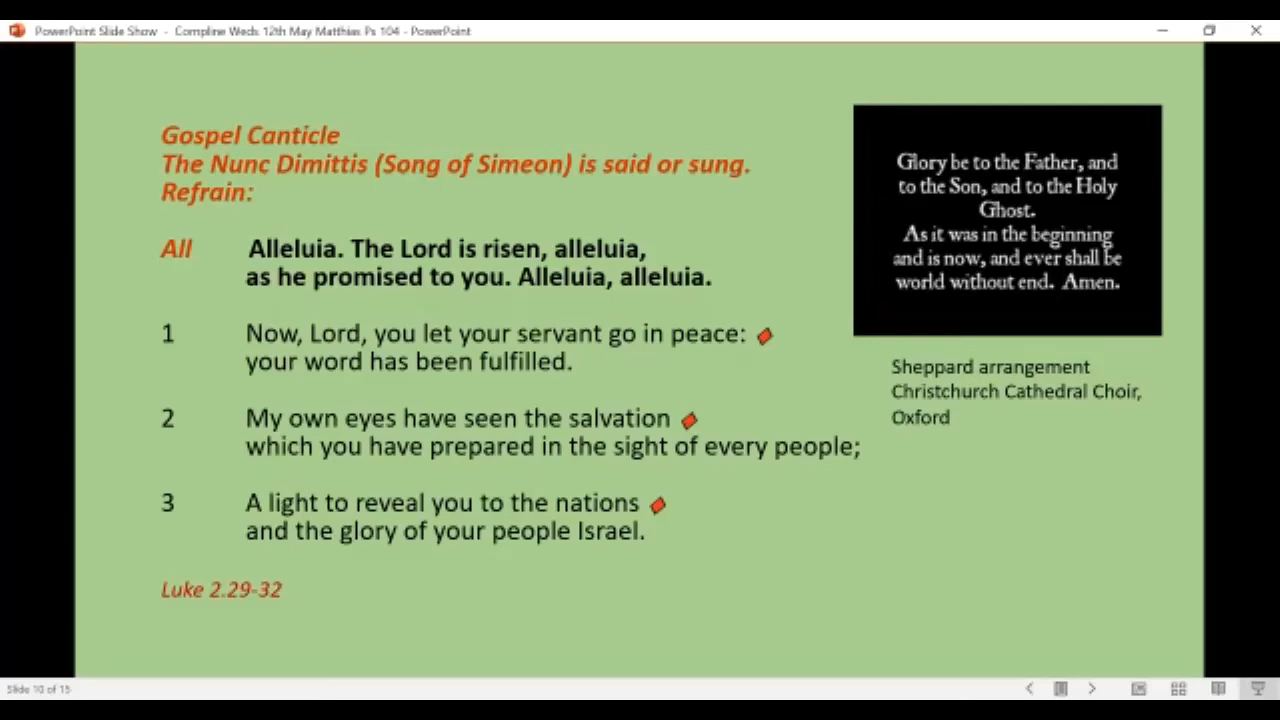 PowerPoint Slide Show - Compline Weds 12th May Matthias Ps 104 - PowerPoint
Gospel Canticle
The Nunc Dimittis (Song of Simeon) is said or sung.
Refrain:
All Alleluia. The Lord is risen, alleluia,
as he promised to you. Alleluia, alleluia.
1 Now, Lord, you let your servant go in peace:
your word has been fulfilled.
2 My own eyes have seen the salvation
which you have prepared in the sight of every people;
3 A light to reveal you to the nations
and the glory of your people Israel.
Luke 2.29-32
Glory be to the Father, and
to the Son, and to the Holy
Ghost.
As it was in the beginning
and is now, and ever shall be
world without end. Amen.
Sheppard arrangement
Christchurch Cathedral Choir,
Oxford
Slide 10 of 15